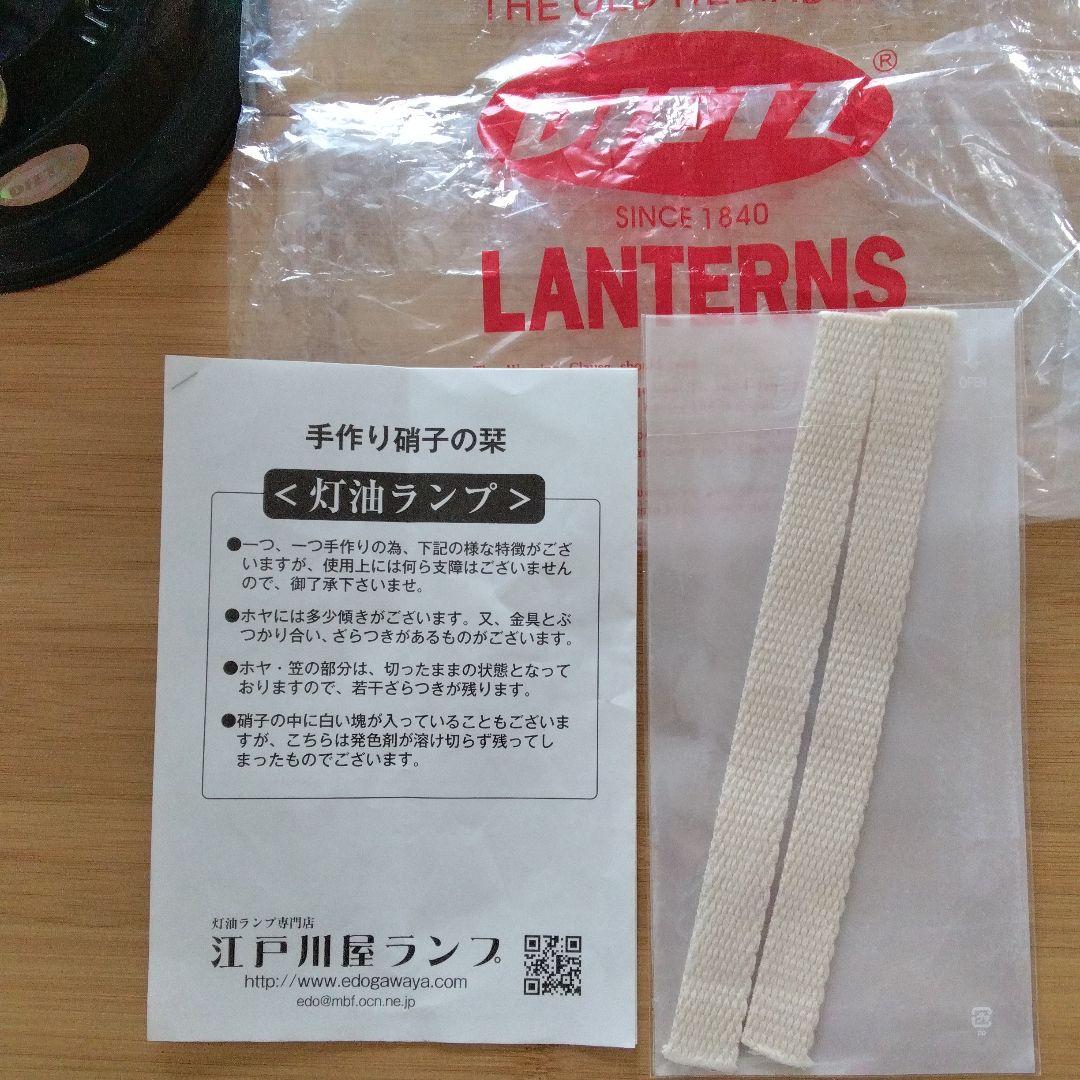 THE OLD RELIABLE
DIETZ
®
SINCE 1840
LANTERNS
DIETZ
OPEN
手作り硝子の栞
<灯油ランプ>
●一つ、一つ手作りの為、下記の様な特徴がござ
いますが、使用上には何ら支障はございません
ので、御了承下さいませ。
●ホヤには多少傾きがございます。又、金具とぶ
つかり合い、ざらつきがあるものがございます。
●ホヤ・笠の部分は、切ったままの状態となって
おりますので、若干ざらつきが残ります。
●硝子の中に白い塊が入っていることもございま
すが、こちらは発色剤が溶け切らず残ってし
まったものでございます。
灯油ランプ専門店
江戸川屋ランプ。
http://www.edogawaya.com
edo@mbf.ocn.ne.jp
PP